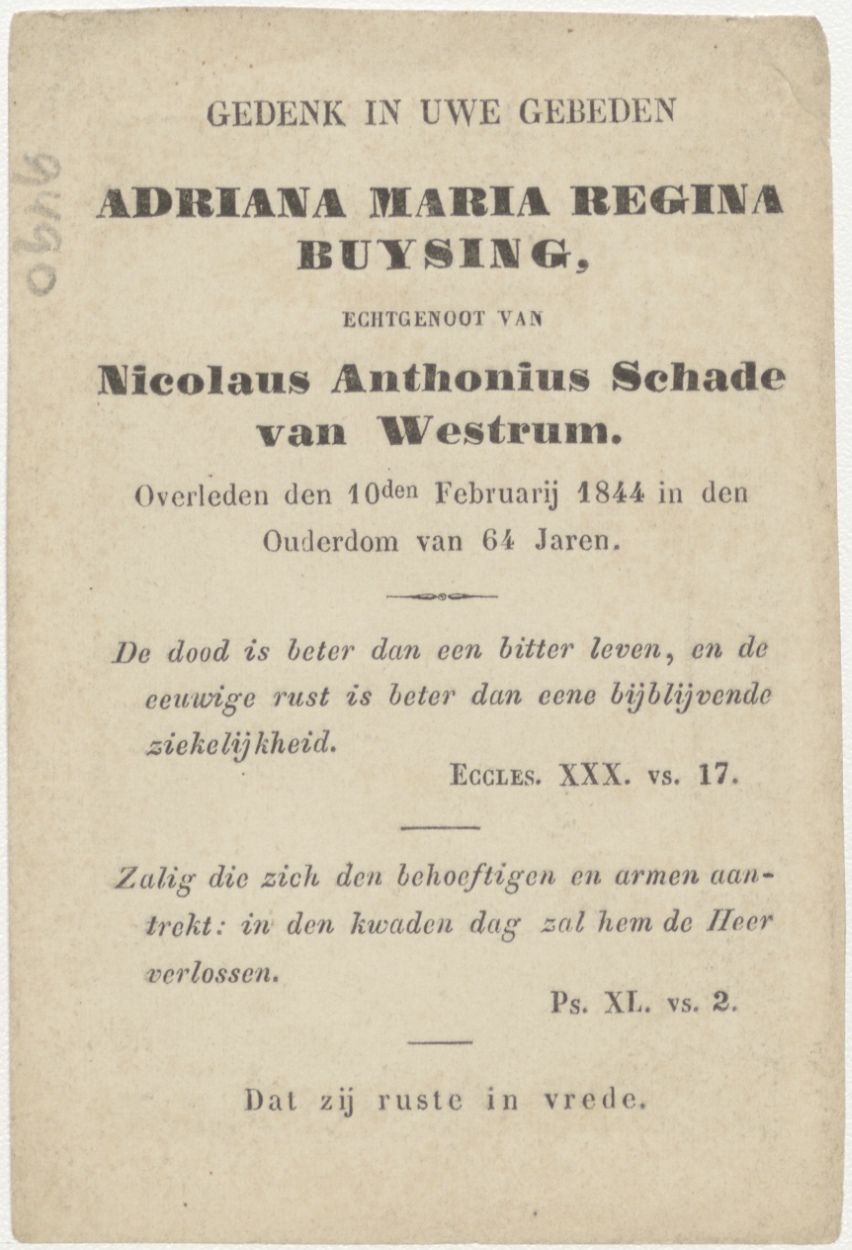 GEDENK IN UWE GEBEDEN
ADRIANA MARIA REGINA
BUYSING,
ECHTGENOOT VAN
Nicolaus Anthonius Schade
van Westrum.
Overleden den 10den Februarij 1844 in den
Ouderdom van 64 Jaren.
De dood is beter dan een bitter leven, en de
eeuwige rust is beter dan eene bijblijvende
ziekelijkheid.
ECCLES. XXX. vs. 17.
Zalig die zich den behoeftigen en armen aan-
trekt: in den kwaden dag zal hem de Heer
verlossen.
Ps. XL. vs. 2.
Dat zij ruste in vrede.